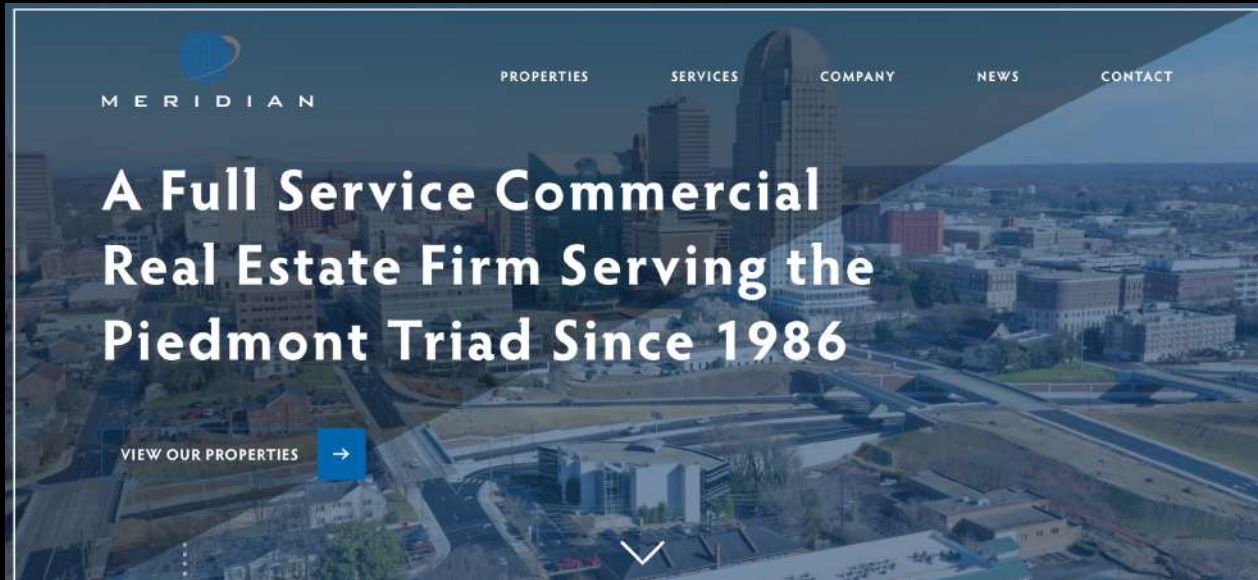 MERIDIAN
PROPERTIES SERVICES COMPANY NEWS CONTACT
A Full Service Commercial
Real Estate Firm Serving the
Piedmont Triad Since 1986
VIEW OUR PROPERTIES →